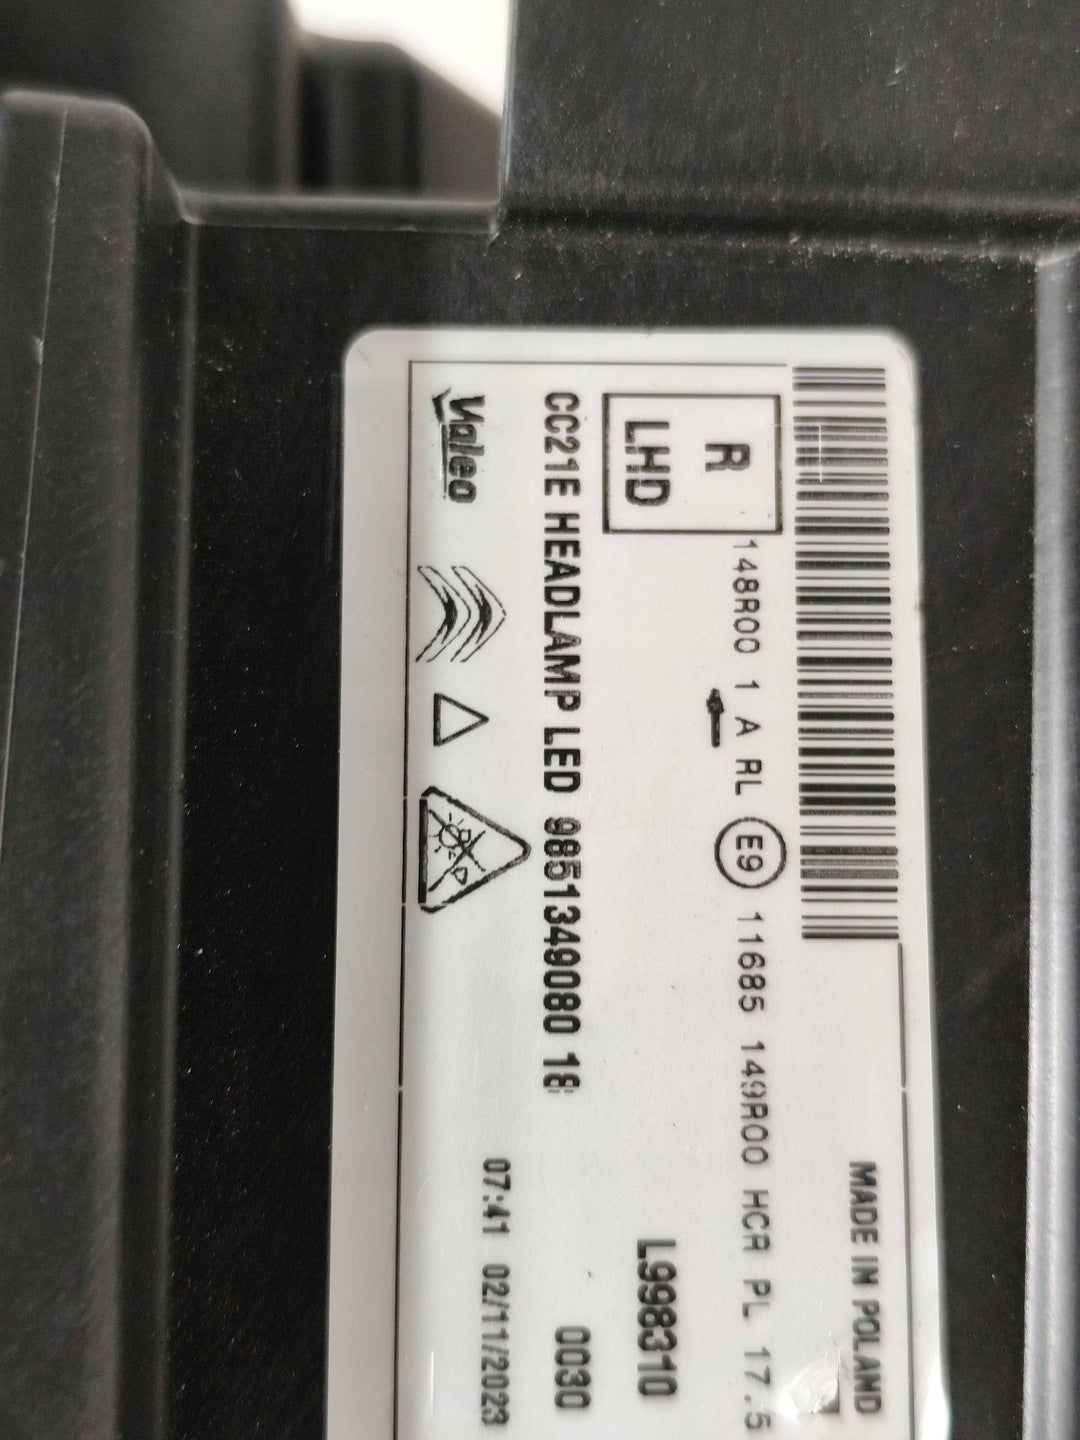 MADE IN POLAND
R
LHD
148R00 1 A RL E9 11685 149R00 HCR PL 17.5
L998310
CC21E HEADLAMP LED 9851349080 18
0030
Valeo
07:41 02/11/2023